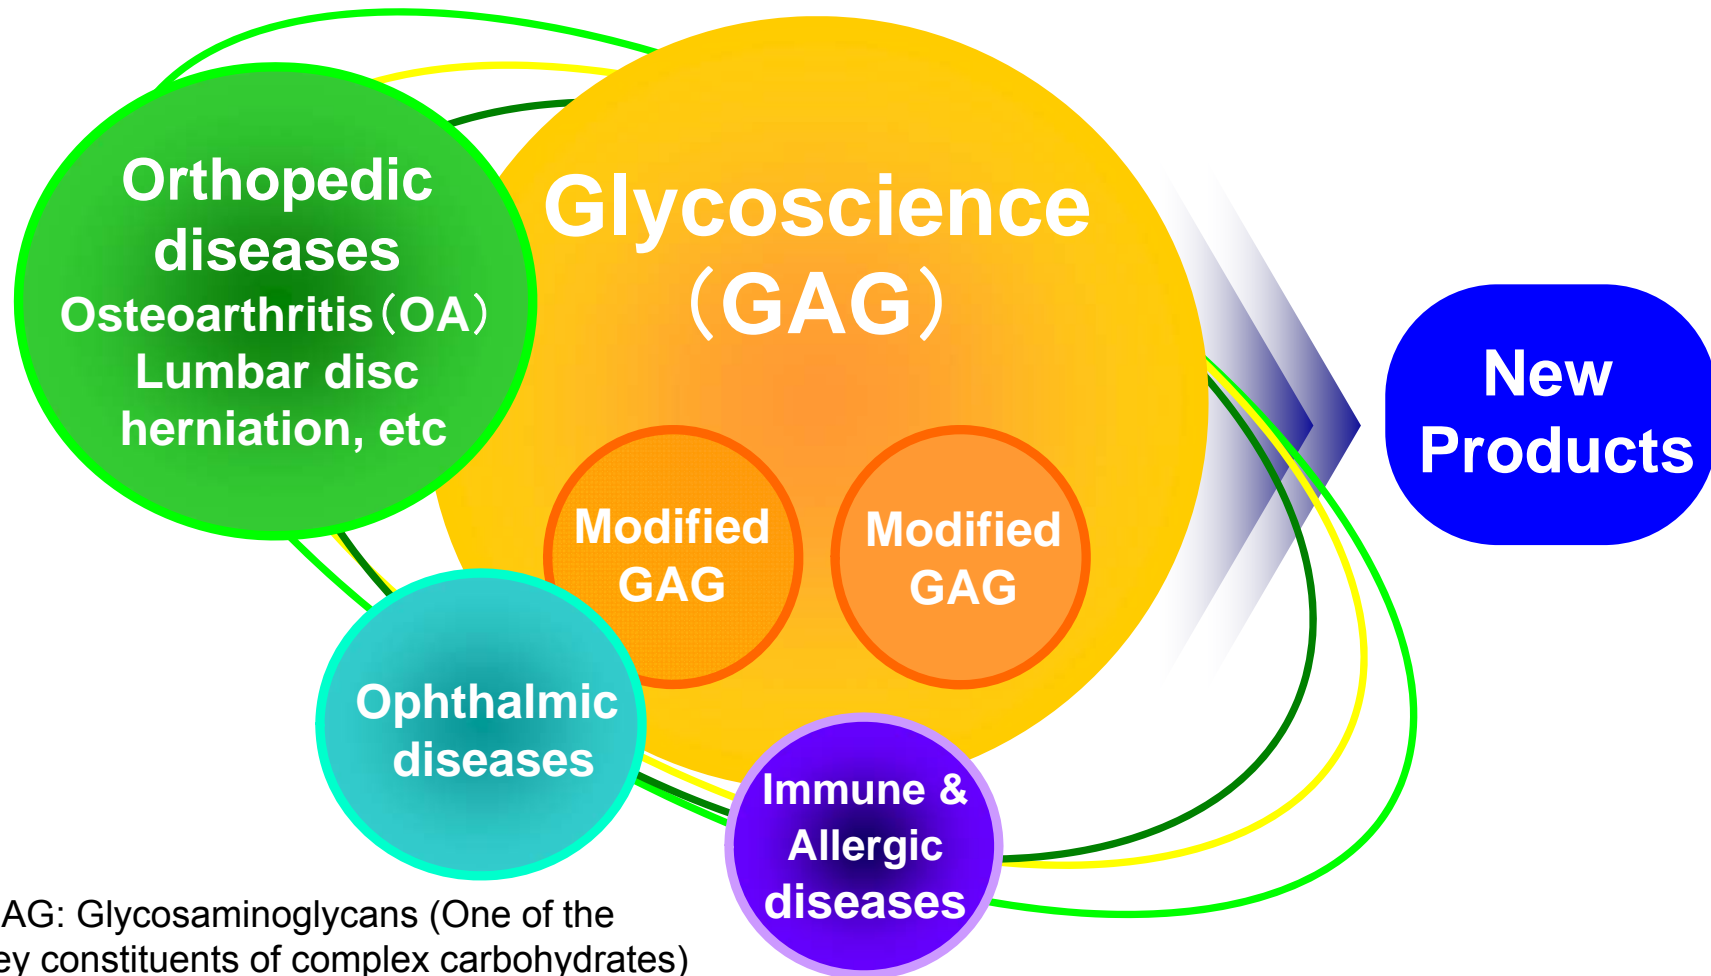 Orthopedic
diseases
Osteoarthritis（OA）
Lumbar disc
herniation, etc
Glycoscience
（GAG）
New
Products
Modified
GAG
Modified
GAG
Ophthalmic
diseases
Immune &
Allergic
diseases
AG: Glycosaminoglycans (One of the
ey constituents of complex carbohydrates)